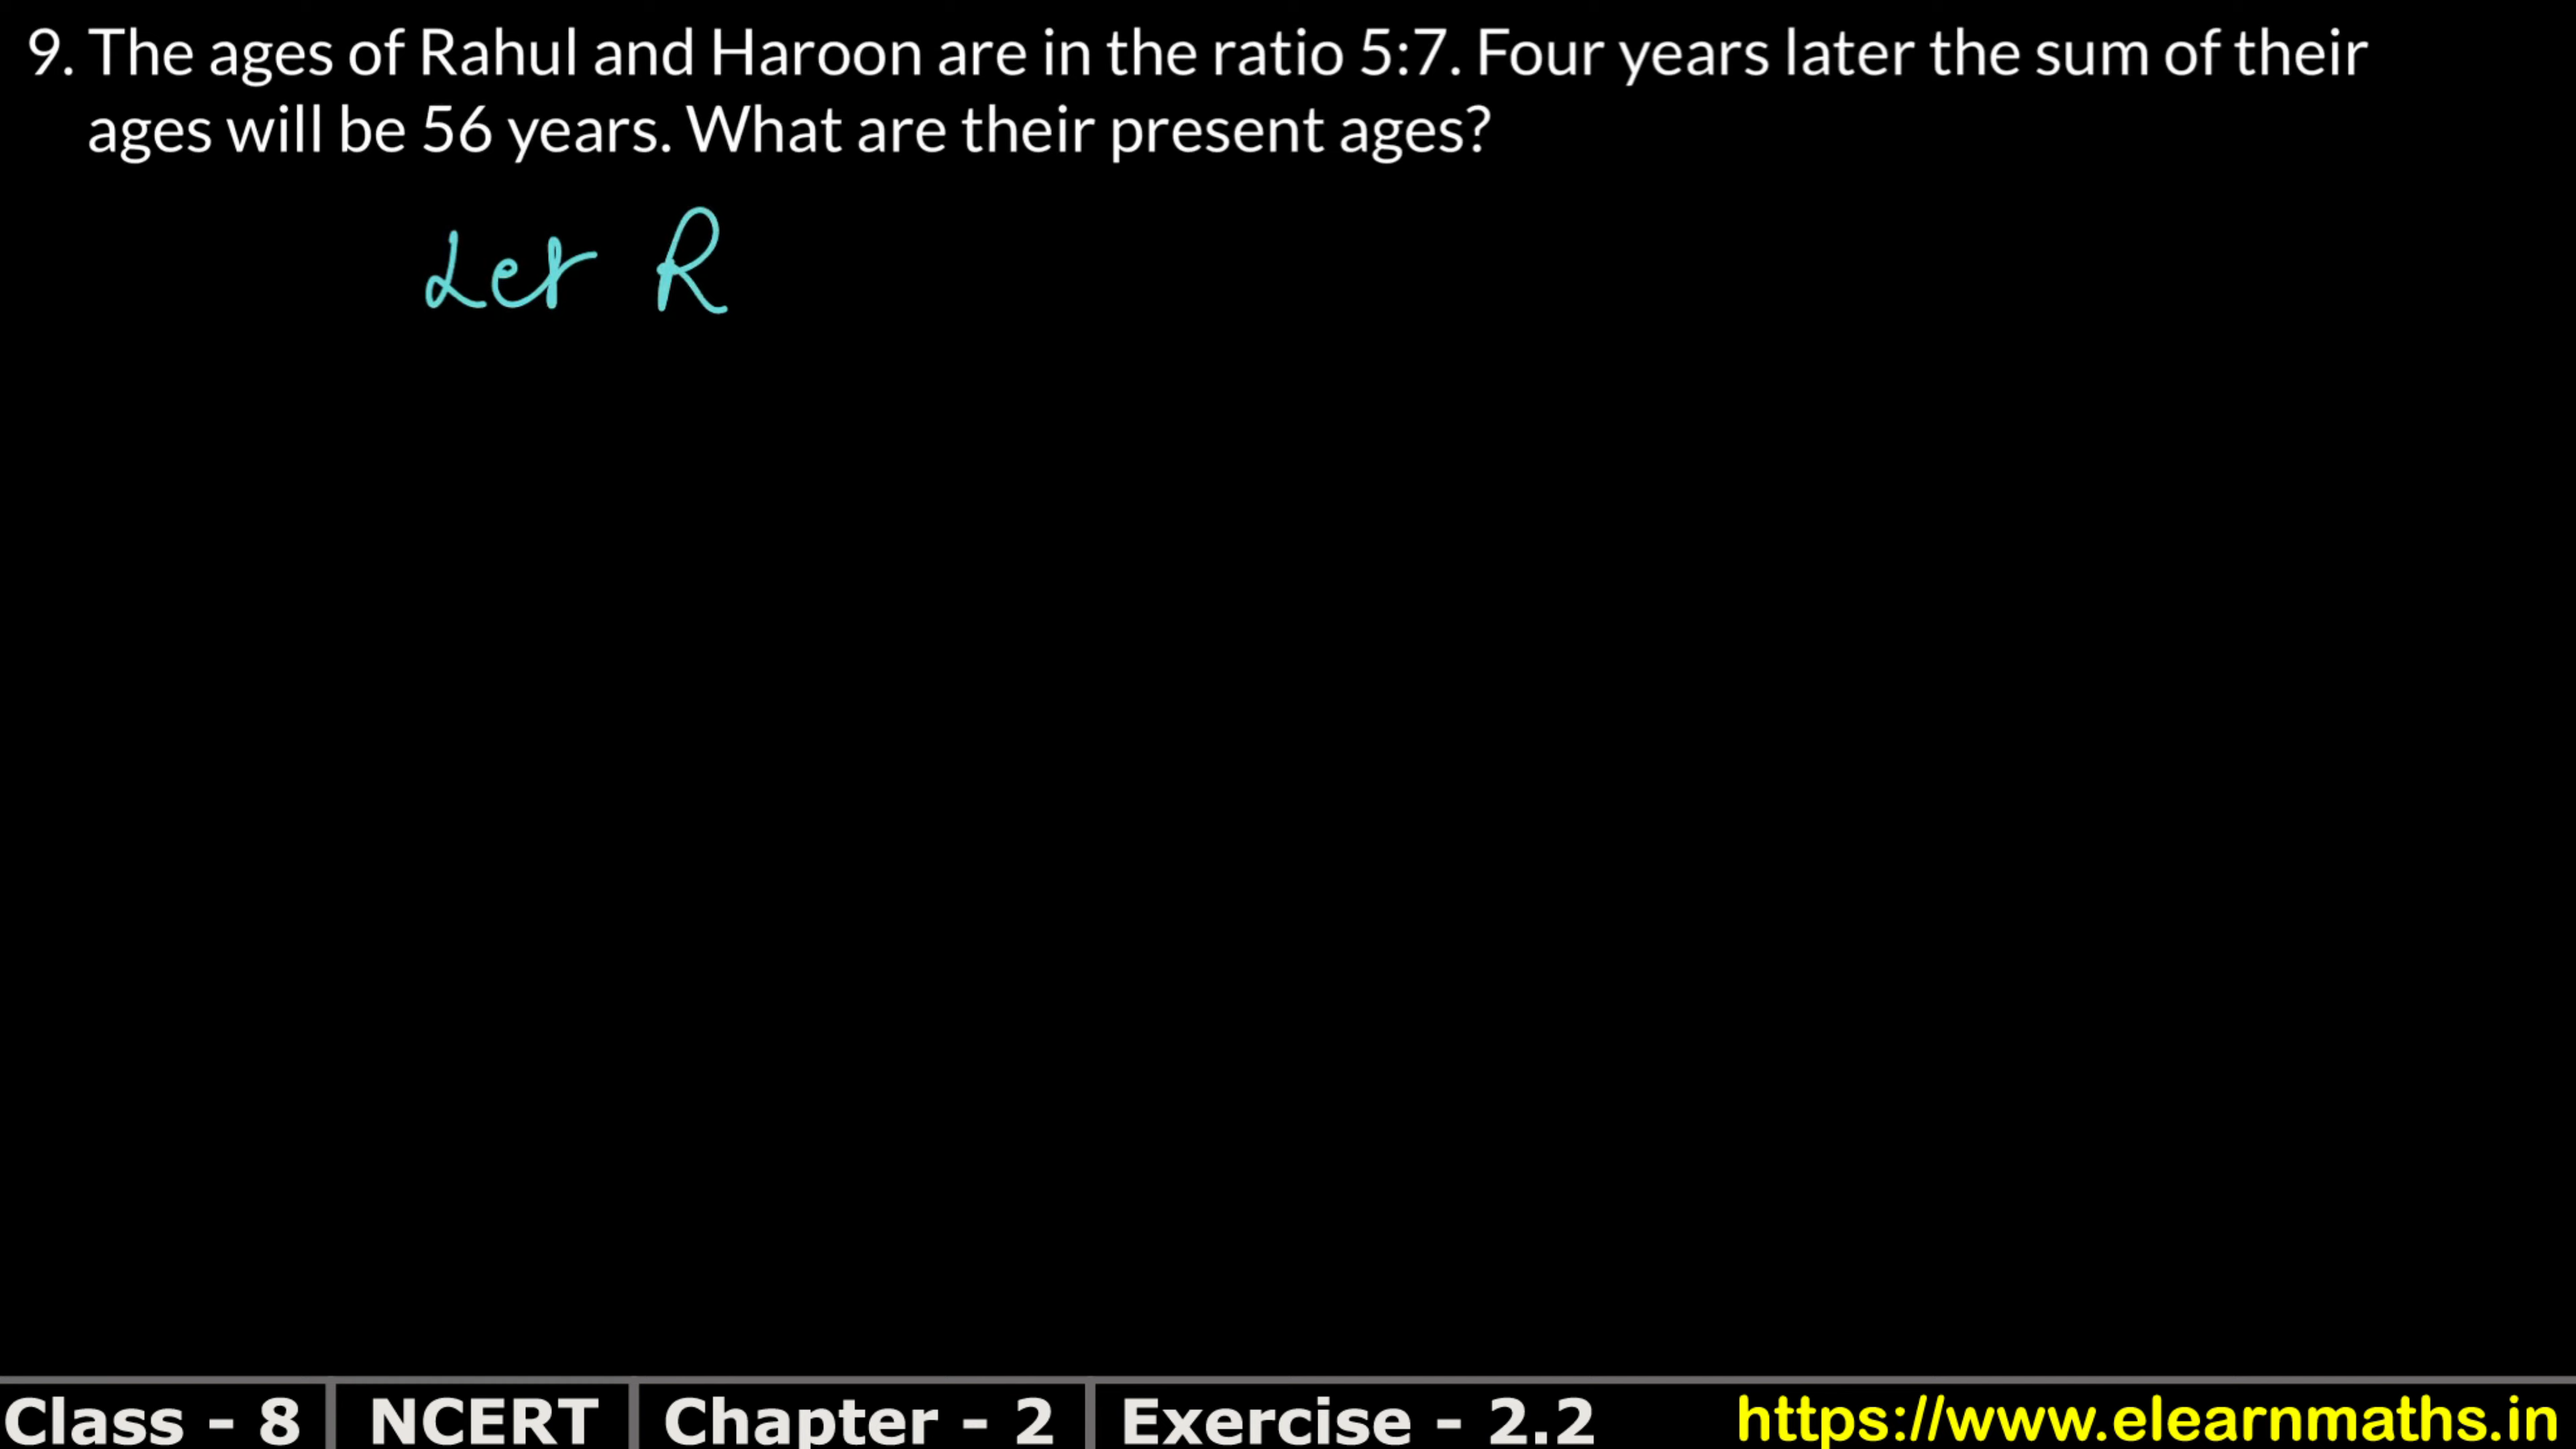 9. The ages of Rahul and Haroon are in the ratio 5:7. Four years later the sum of their
ages will be 56 years. What are their present ages?
Let R
Class - 8 NCERT Chapter - 2 Exercise - 2.2 https://www.elearnmaths.in